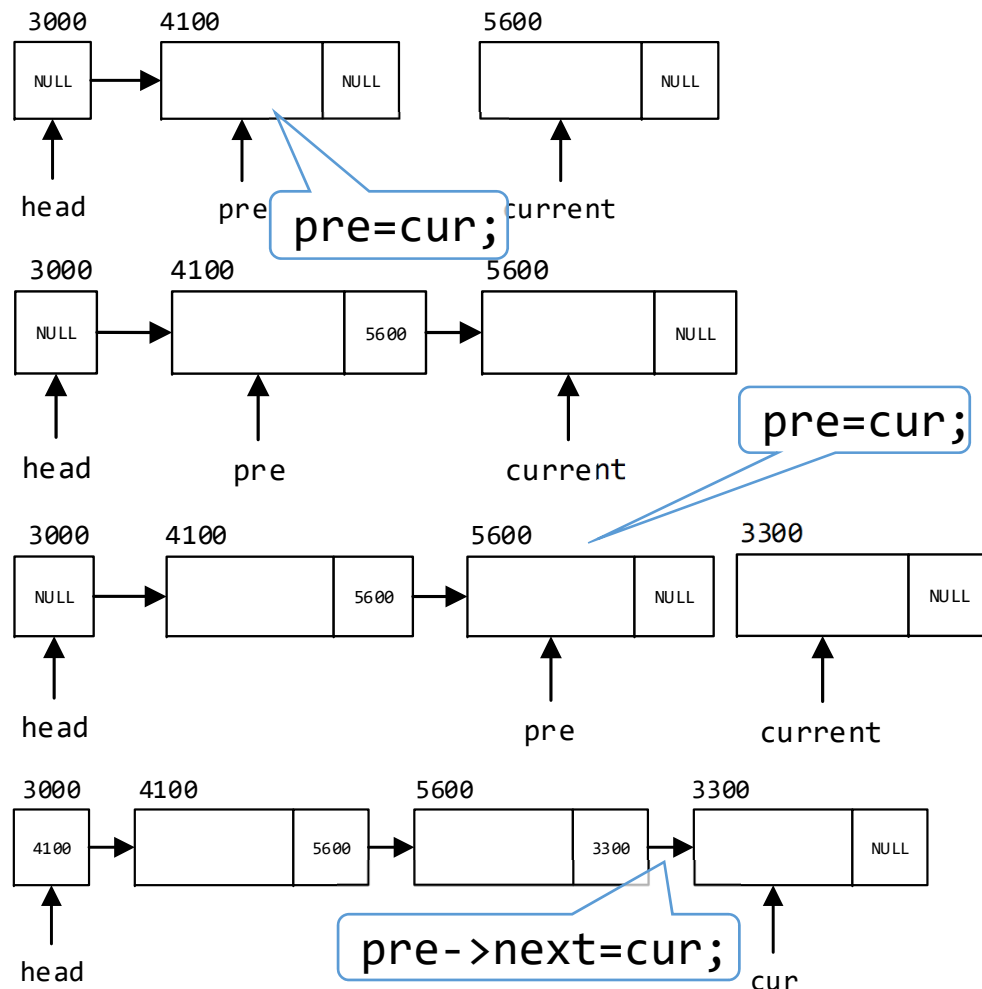 3000 4100 5600
NULL NULL NULL
head pre current
pre=cur;
3000 4100 5600
NULL 5600 NULL
pre=cur;
head pre current
3000 4100 5600 3300
NULL 5600 NULL NULL
head pre current
3000 4100 5600 3300
4100 5600 3300 NULL
pre->next=cur;
head cur